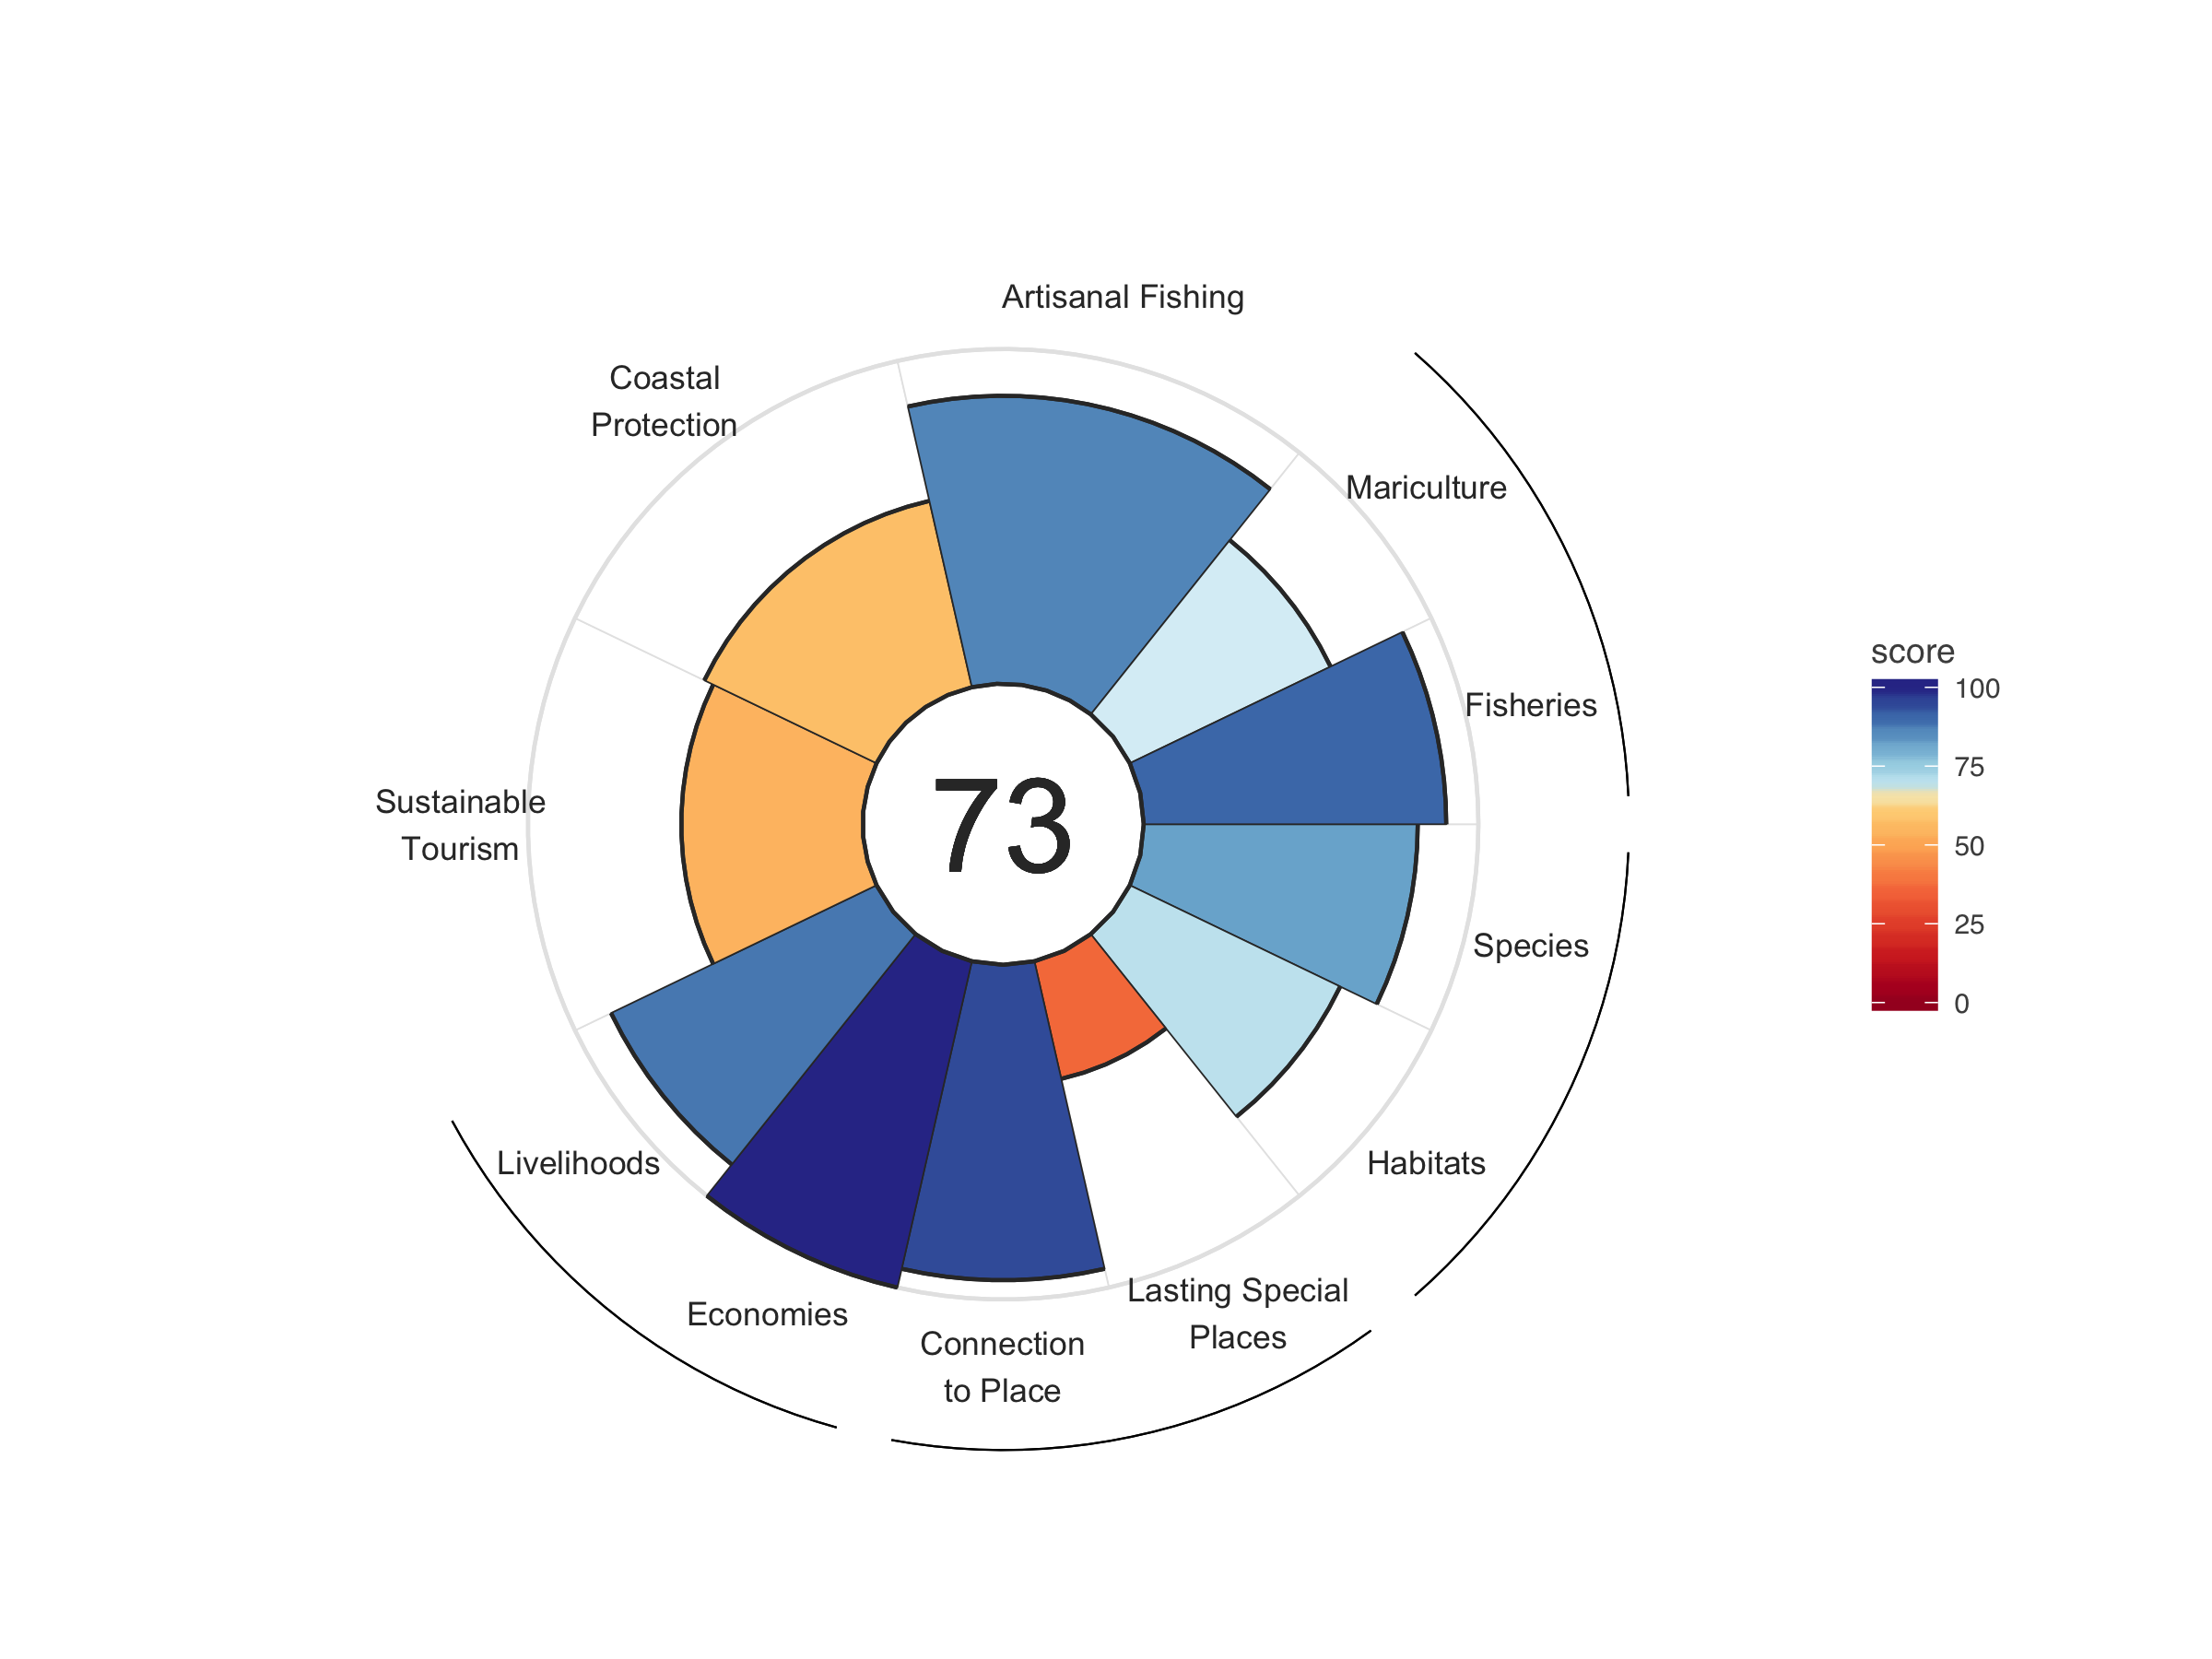 Artisanal Fishing
Coastal
Protection
Mariculture
Fisheries
score
100
75
50
25
0
73
Sustainable
Tourism
Species
Livelihoods
Habitats
Economies
Lasting Special
Places
Connection
to Place